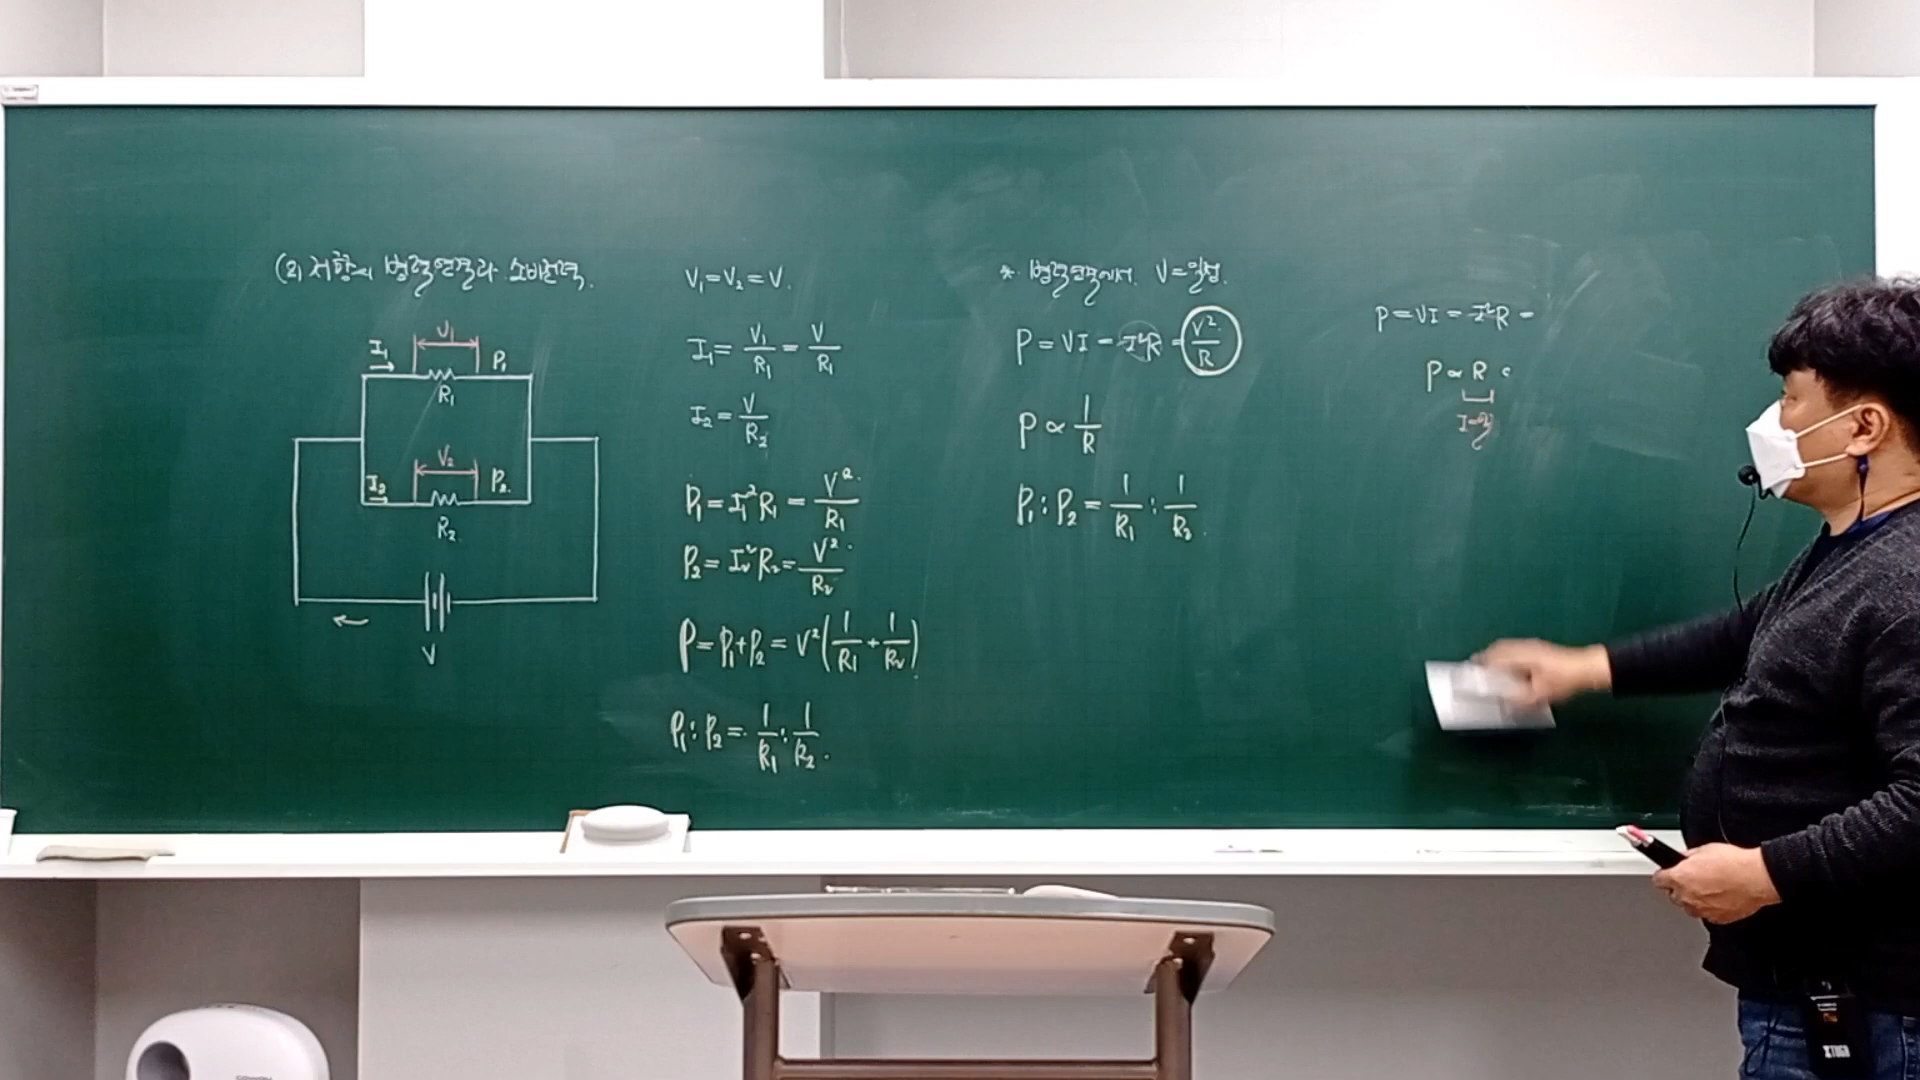 (2) 저항의 병렬연결과 소비전력.
V₁
I₁
P₁
R₁
V₂
I₂
P₂.
R₂
V
V₁=V₂=V.
I₁= V₁/R₁ = V/R₁
I₂= V/R₂
P₁= I₁²R₁ = V²/R₁
P₂= I₂²R₂= V²/R₂
P=P₁+P₂= V²(1/R₁+1/R₂)
P₁:P₂= 1/R₁:1/R₂.
※. 병렬연결에서. V=일정.
P=VI=I²R=V²/R
P∝1/R
P₁:P₂=1/R₁:1/R₂.
P=VI=I²R=
P∝R